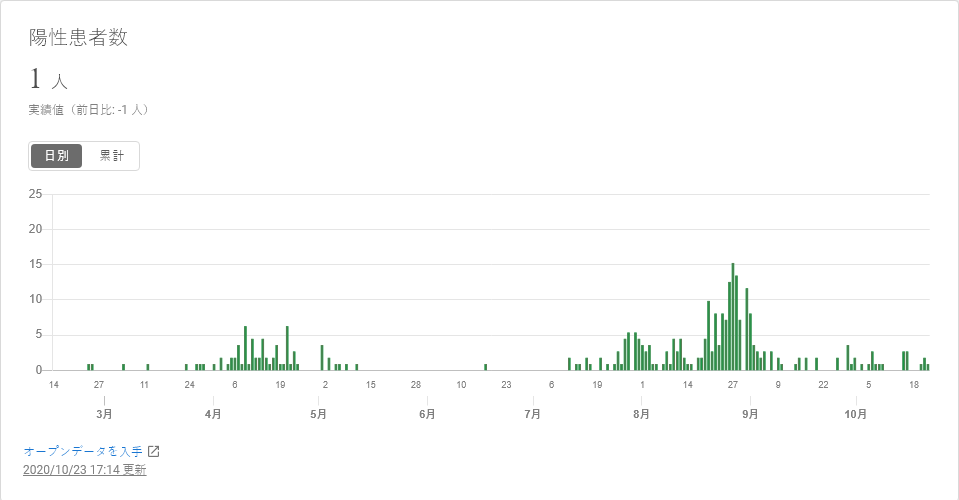 陽性患者数
1 人
実績値（前日比: -1 人）
日別 累計
25
20
15
10
5
0
14 27 11 24 6 19 2 15 28 10 23 6 19 1 14 27 9 22 5 18
3月 4月 5月 6月 7月 8月 9月 10月
オープンデータを入手
2020/10/23 17:14 更新